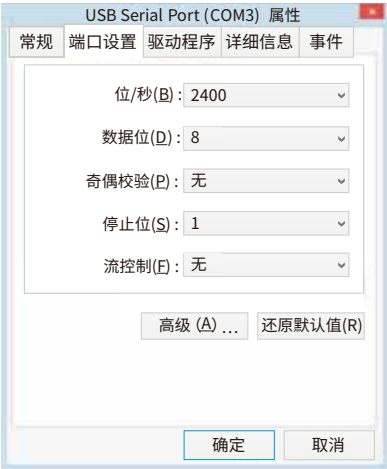 USB Serial Port (COM3) 属性
常规 端口设置 驱动程序 详细信息 事件
位/秒(B) : 2400
数据位(D) : 8
奇偶校验(P) : 无
停止位(S) : 1
流控制(F) : 无
高级 (A) ... 还原默认值(R)
确定 取消